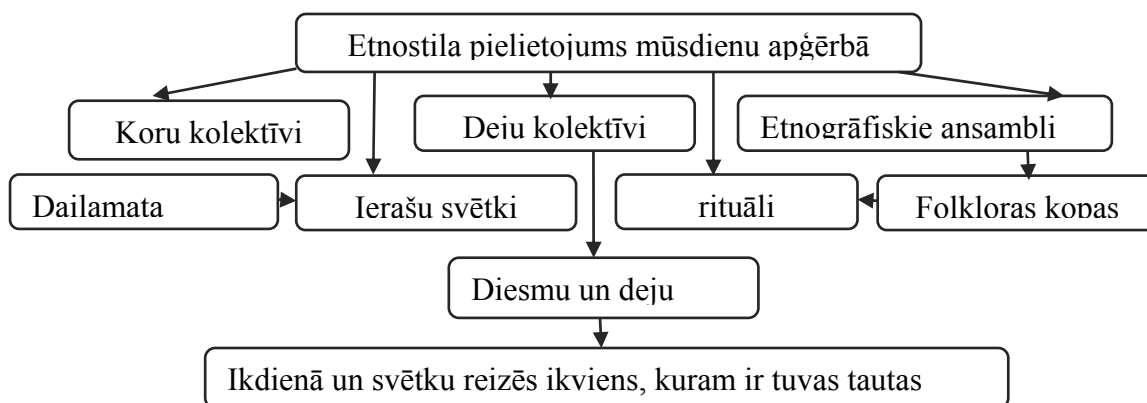 Etnostila pielietojums mūsdienu apģērbā
Koru kolektīvi
Deju kolektīvi
Etnogrāfiskie ansambli
Dailamata
Ierašu svētki
rituāli
Folkloras kopas
Diesmu un deju
Ikdienā un svētku reizēs ikviens, kuram ir tuvas tautas